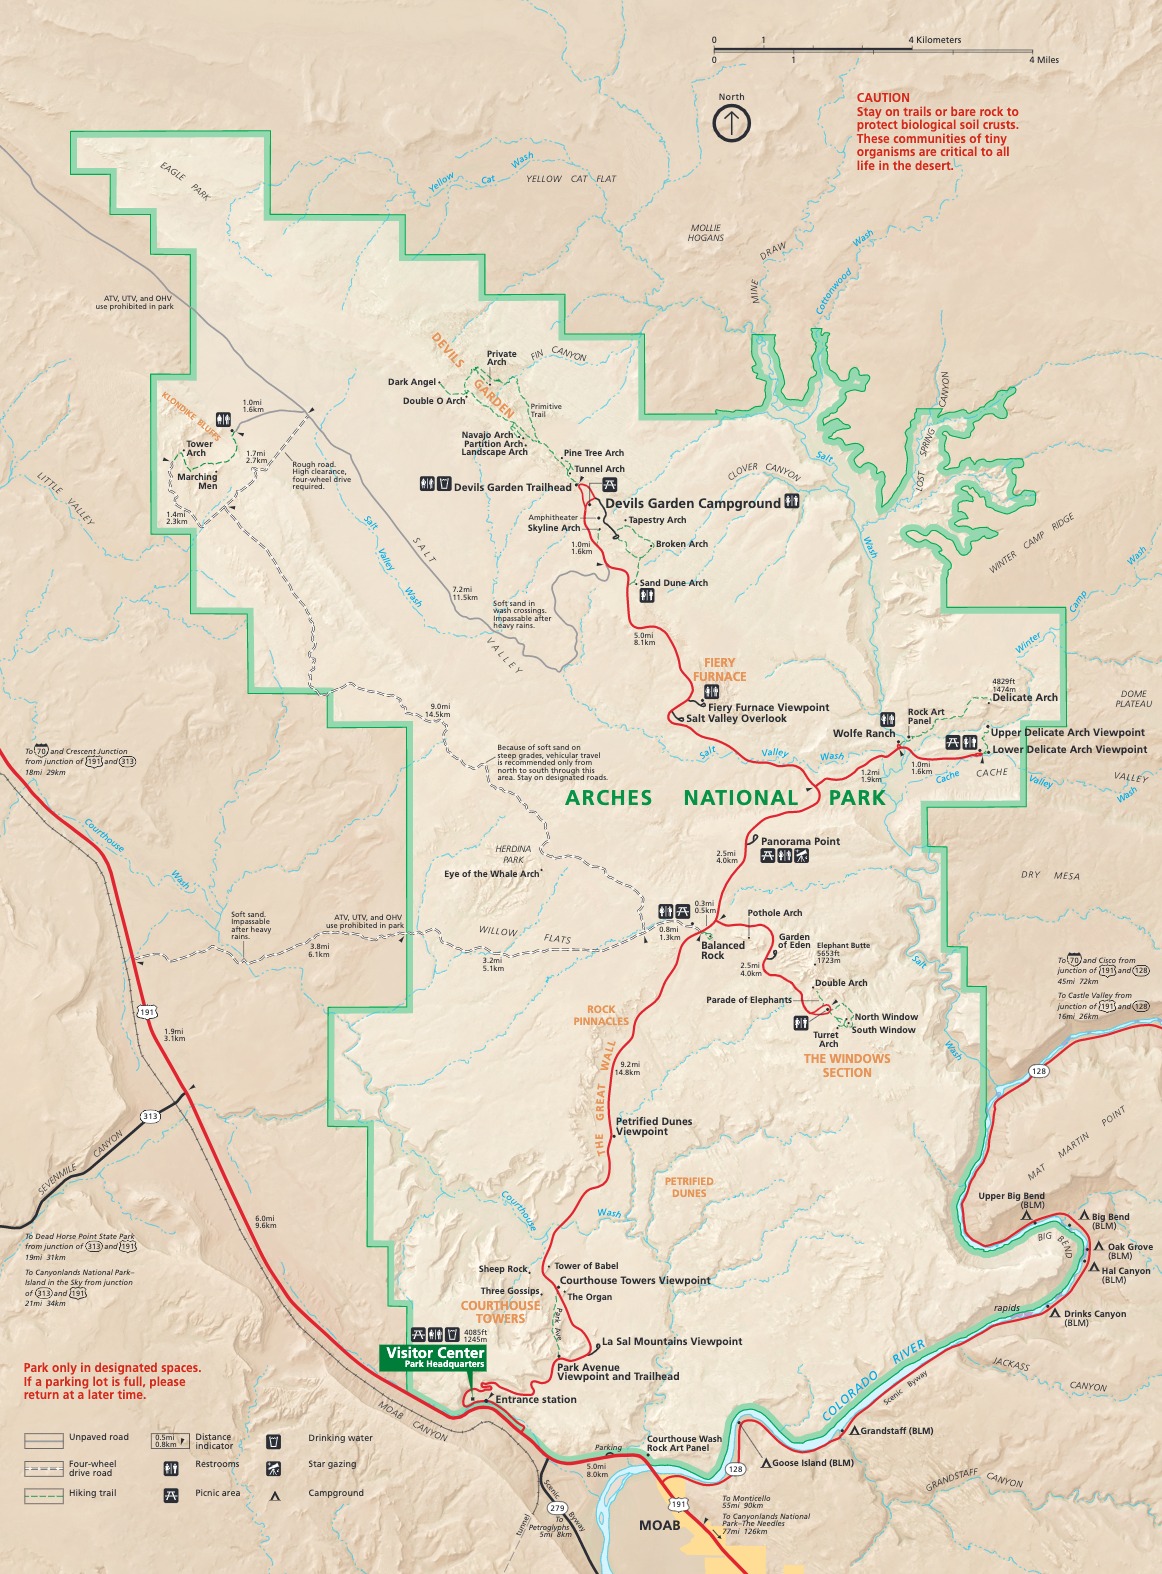 0 1 4 Kilometers
0 1 4 Miles
North
CAUTION
Stay on trails or bare rock to
protect biological soil crusts.
These communities of tiny
organisms are critical to all
life in the desert.
EAGLE PARK
Yellow Cat Wash
YELLOW CAT FLAT
MOLLIE
HOGANS
MINE DRAW
Cottonwood Wash
ATV, UTV, and OHV
use prohibited in park
DEVILS
GARDEN
Private
Arch
FIN CANYON
Dark Angel
Double O Arch
Primitive
Trail
Navajo Arch
Partition Arch
Landscape Arch
Pine Tree Arch
Tunnel Arch
Devils Garden Trailhead
Devils Garden Campground
Amphitheater
Skyline Arch
Tapestry Arch
Broken Arch
1.0mi
1.6km
Sand Dune Arch
CLOVER CANYON
Salt
Wash
LOST SPRING CANYON
WINTER CAMP RIDGE
Winter Camp Wash
KLONDIKE BLUFFS
1.0mi
1.6km
Tower
Arch
1.7mi
2.7km
Marching
Men
1.4mi
2.3km
Rough road.
High clearance,
four-wheel drive
required.
LITTLE VALLEY
Salt Valley Wash
SALT VALLEY
7.2mi
11.5km
Soft sand in
wash crossings.
Impassable after
heavy rains.
5.0mi
8.1km
FIERY
FURNACE
Fiery Furnace Viewpoint
Salt Valley Overlook
9.0mi
14.5km
Because of soft sand on
steep grades, vehicular travel
is recommended only from
north to south through this
area. Stay on designated roads.
Salt Valley Wash
Wolfe Ranch
Rock Art
Panel
4829ft
1474m
Delicate Arch
Upper Delicate Arch Viewpoint
Lower Delicate Arch Viewpoint
1.2mi
1.9km
1.0mi
1.6km
Cache
CACHE VALLEY
Valley
Wash
DOME
PLATEAU
ARCHES NATIONAL PARK
To 70 and Crescent Junction
from junction of 191 and 313
18mi 29km
Courthouse
Wash
Panorama Point
2.5mi
4.0km
HERDINA
PARK
Eye of the Whale Arch
DRY MESA
Soft sand.
Impassable
after heavy
rains.
ATV, UTV, and OHV
use prohibited in park
3.8mi
6.1km
WILLOW FLATS
3.2mi
5.1km
0.8mi
1.3km
0.3mi
0.5km
Balanced
Rock
Pothole Arch
Garden
of Eden
Elephant Butte
5653ft
1723m
2.5mi
4.0km
Double Arch
Parade of Elephants
North Window
South Window
Turret
Arch
THE WINDOWS
SECTION
Salt
Wash
To 70 and Cisco from
junction of 191 and 128
45mi 72km
To Castle Valley from
junction of 191 and 128
16mi 26km
128
191
1.9mi
3.1km
313
SEVENMILE CANYON
ROCK
PINNACLES
THE GREAT WALL
9.2mi
14.8km
Petrified Dunes
Viewpoint
PETRIFIED
DUNES
MAT MARTIN POINT
Courthouse
Wash
6.0mi
9.6km
To Dead Horse Point State Park
from junction of 313 and 191
19mi 31km
To Canyonlands National Park–
Island in the Sky from junction
of 313 and 191
21mi 34km
Upper Big Bend
(BLM)
Big Bend
(BLM)
BIG BEND
Oak Grove
(BLM)
Hal Canyon
(BLM)
rapids
Drinks Canyon
(BLM)
Sheep Rock
Tower of Babel
Courthouse Towers Viewpoint
Three Gossips
The Organ
COURTHOUSE
TOWERS
Park Ave
La Sal Mountains Viewpoint
4085ft
1245m
Visitor Center
Park Headquarters
Park Avenue
Viewpoint and Trailhead
Entrance station
COLORADO RIVER
Scenic Byway
JACKASS
CANYON
Park only in designated spaces.
If a parking lot is full, please
return at a later time.
MOAB CANYON
Grandstaff (BLM)
Goose Island (BLM)
GRANDSTAFF CANYON
Courthouse Wash
Rock Art Panel
Parking
5.0mi
8.0km
128
191
To Monticello
55mi 90km
To Canyonlands National
Park–The Needles
77mi 126km
MOAB
Scenic Byway
279
To
Petroglyphs
5mi 8km
tunnel
Unpaved road
0.5mi
0.8km
Distance
indicator
Drinking water
Four-wheel
drive road
Restrooms
Star gazing
Hiking trail
Picnic area
Campground